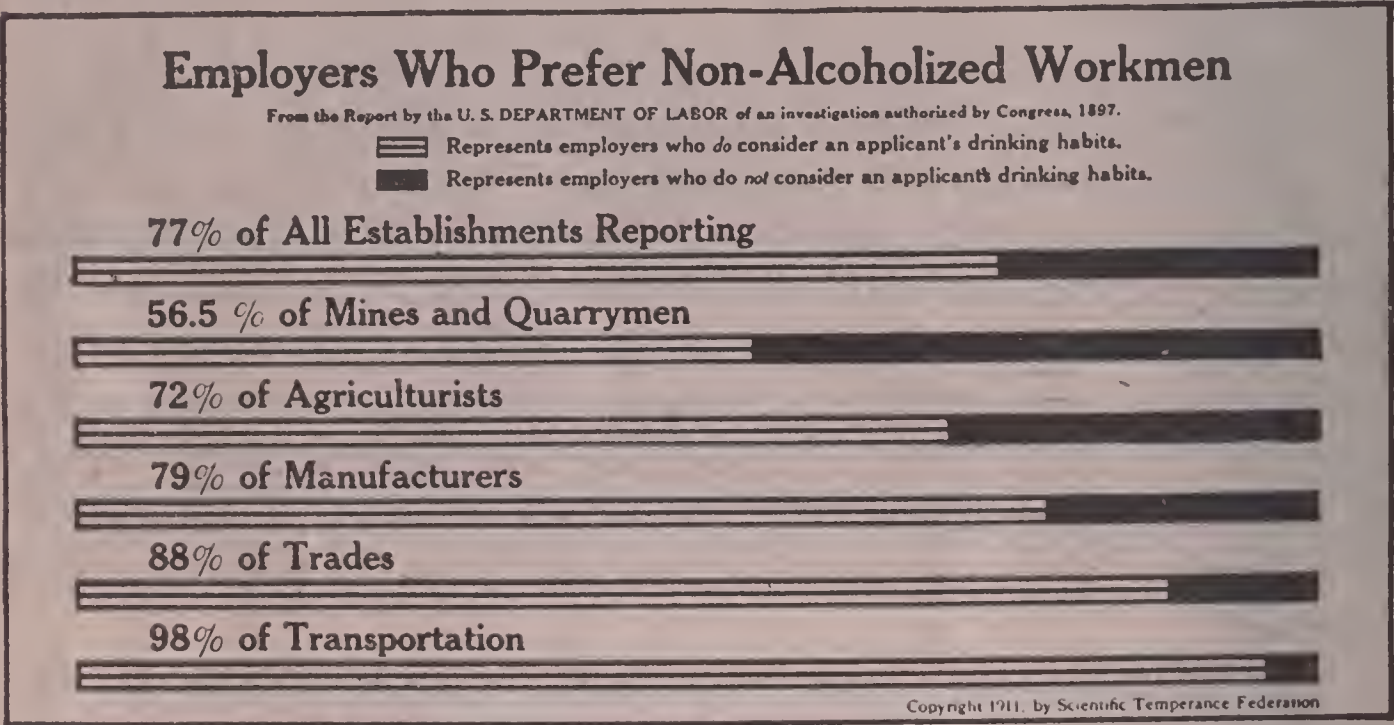 Employers Who Prefer Non-Alcoholized Workmen
From the Report by the U. S. DEPARTMENT OF LABOR of an investigation authorized by Congress, 1897.
Represents employers who do consider an applicant's drinking habits.
Represents employers who do not consider an applicant's drinking habits.
77% of All Establishments Reporting
56.5 % of Mines and Quarrymen
72% of Agriculturists
79% of Manufacturers
88% of Trades
98% of Transportation
Copyright 1911, by Scientific Temperance Federation